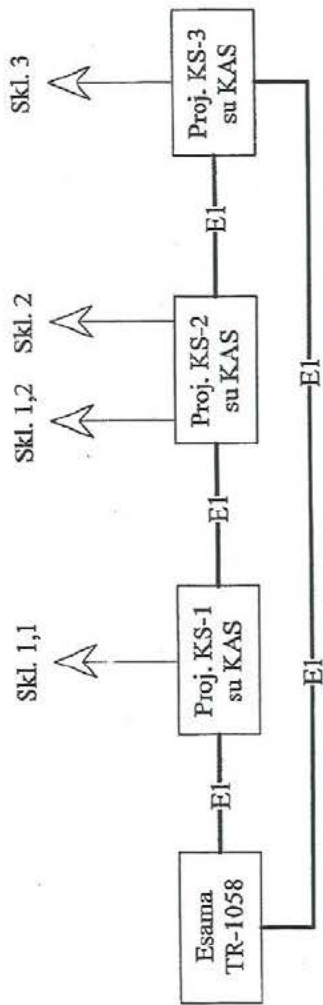 Skl. 1,1
Skl. 1,2
Skl. 2
Skl. 3
Esama
TR-1058
E1
Proj. KS-1
su KAS
E1
Proj. KS-2
su KAS
E1
Proj. KS-3
su KAS
E1
E1